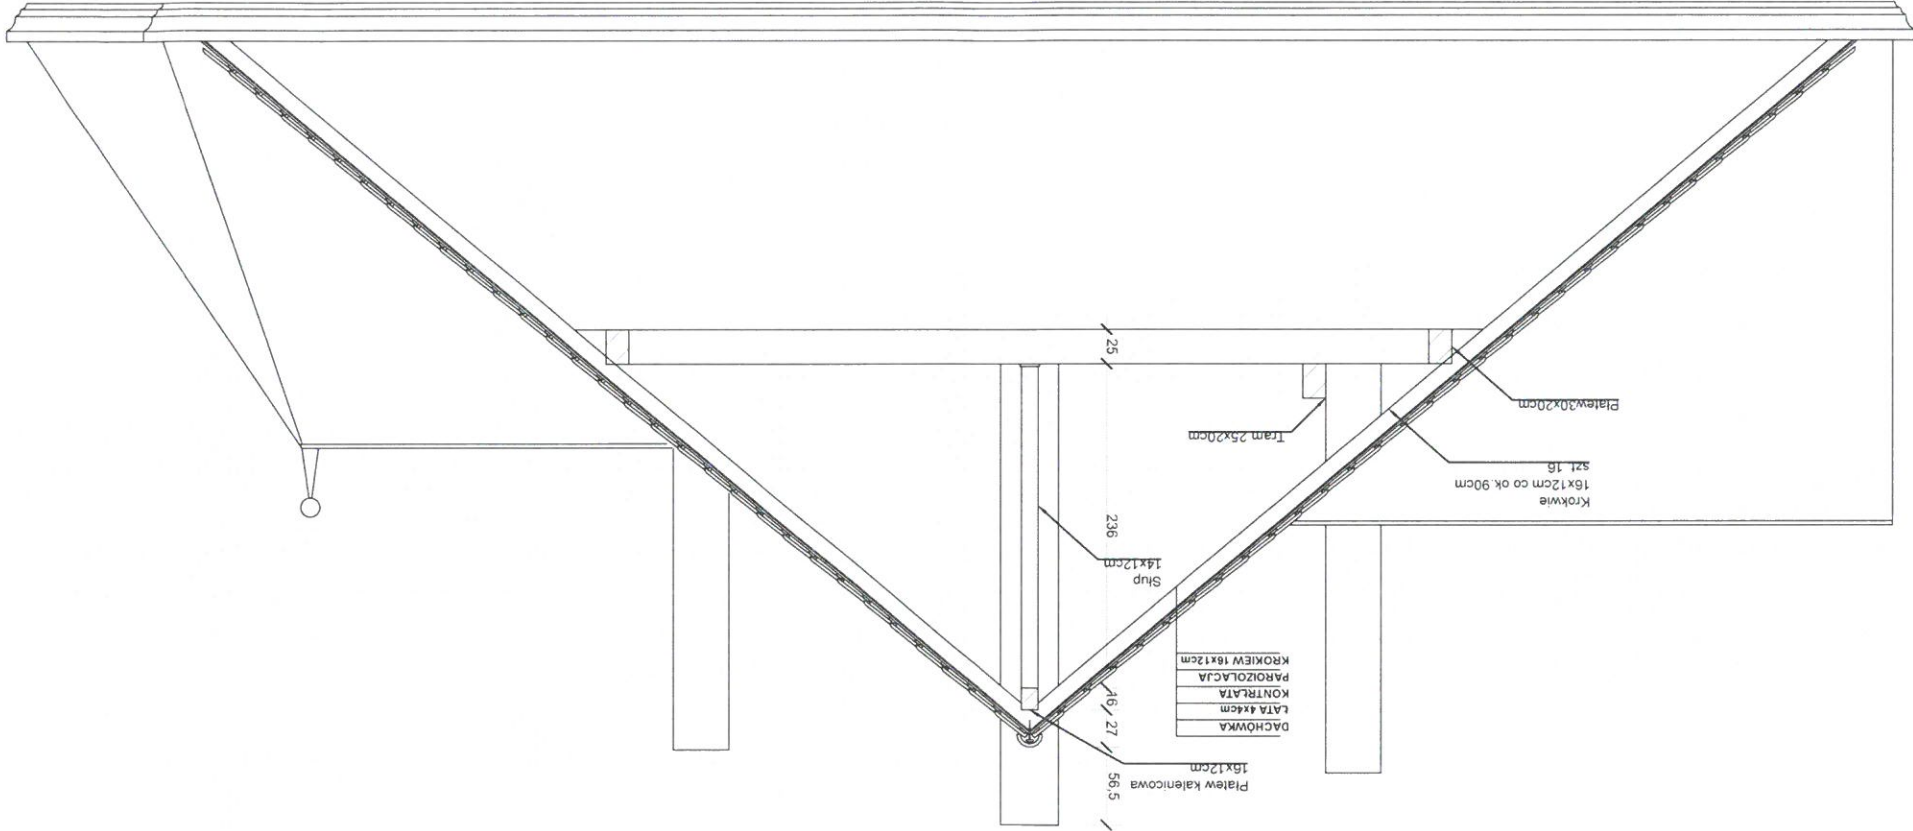 56,5
Płatew kalenicowa
16x12cm
27
16
DACHÓWKA
ŁATA 4x4cm
KONTRŁATA
PAROIZOLACJA
KROKIEW 16x12cm
Słup
14x12cm
236
Krokwie
16x12cm co ok.90cm
szt. 16
Tram 25x20cm
Płatew30x20cm
25